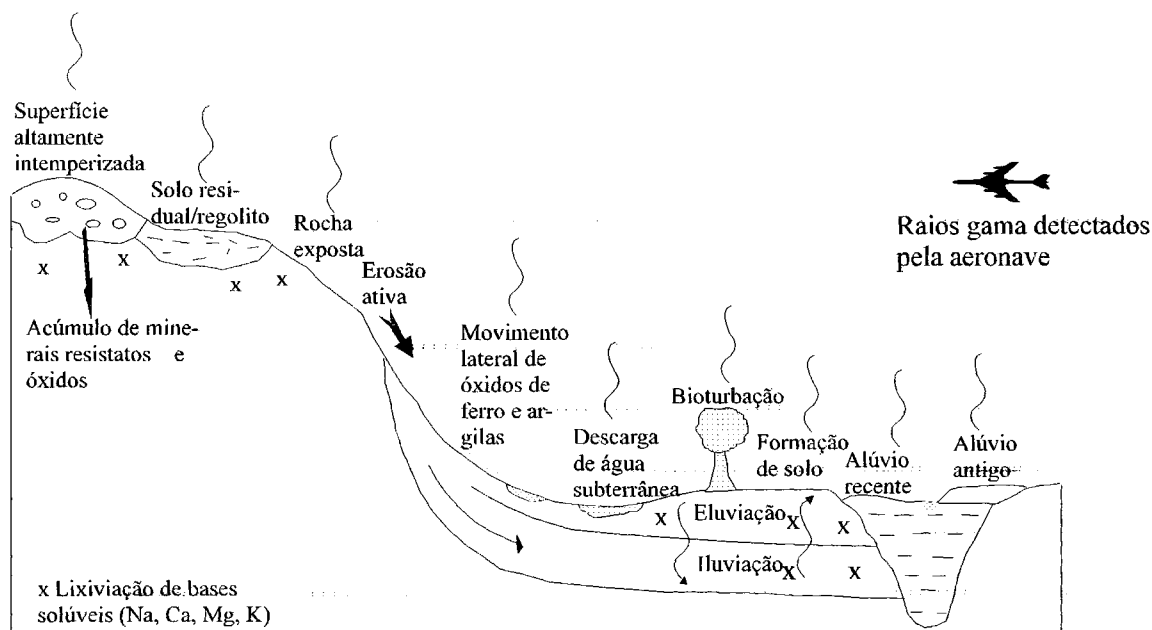 Superfície
altamente
intemperizada
Solo resi-
dual/regolito
Rocha
exposta
Erosão
ativa
Raios gama detectados
pela aeronave
Acúmulo de mine-
rais resistatos e
óxidos
Movimento
lateral de
óxidos de
ferro e ar-
gilas
Descarga
de água
subterrânea
Bioturbação
Formação
de solo
Alúvio
recente
Alúvio
antigo
x
x
x
x
x
Eluviação
x
x
Iluviação
x
x
x Lixiviação de bases
solúveis (Na, Ca, Mg, K)